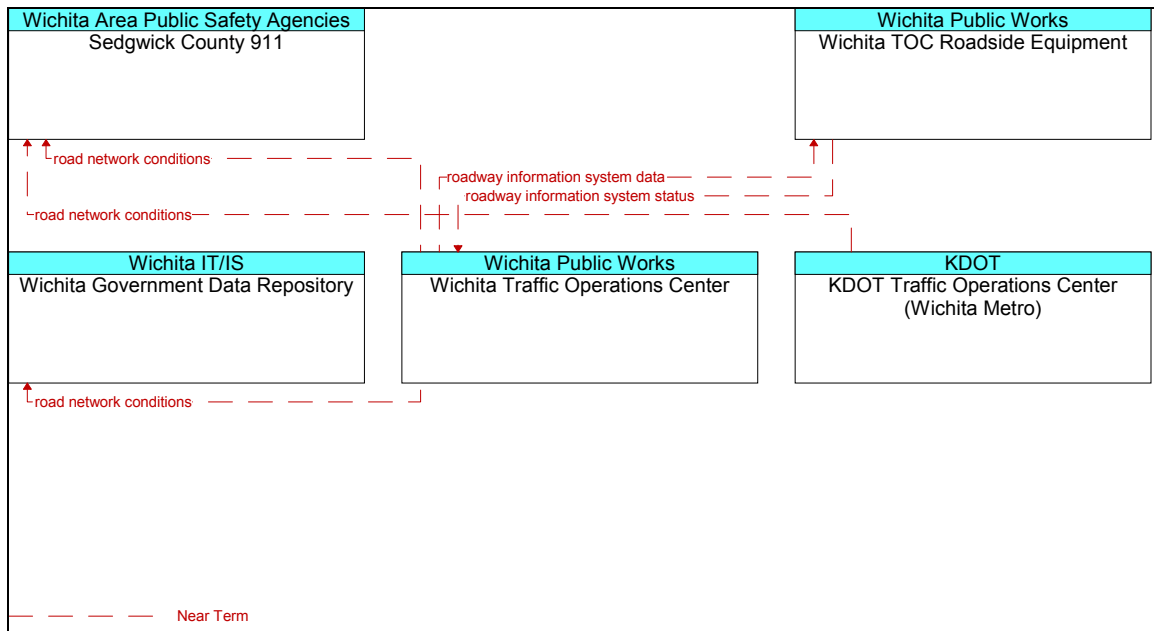 Wichita Area Public Safety Agencies
Sedgwick County 911
Wichita Public Works
Wichita TOC Roadside Equipment
road network conditions
roadway information system data
roadway information system status
road network conditions
Wichita IT/IS
Wichita Government Data Repository
Wichita Public Works
Wichita Traffic Operations Center
KDOT
KDOT Traffic Operations Center
(Wichita Metro)
road network conditions
Near Term